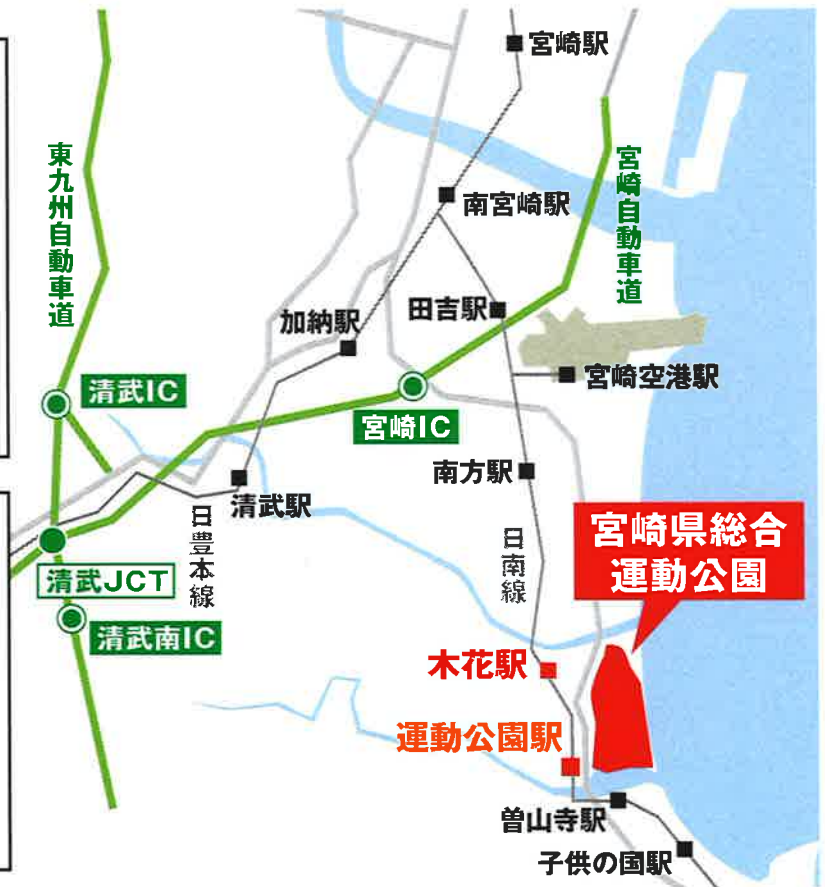 宮崎駅
東九州自動車道
宮崎自動車道
南宮崎駅
田吉駅
加納駅
宮崎空港駅
清武IC
宮崎IC
南方駅
清武駅
日豊本線
日南線
宮崎県総合
運動公園
清武JCT
清武南IC
木花駅
運動公園駅
曽山寺駅
子供の国駅